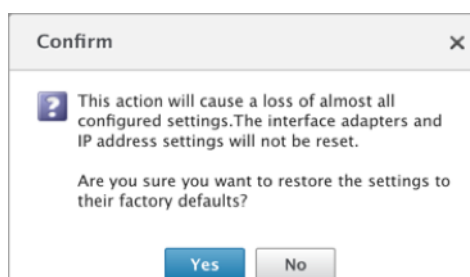 Confirm
This action will cause a loss of almost all
configured settings.The interface adapters and
IP address settings will not be reset.
Are you sure you want to restore the settings to
their factory defaults?
Yes No